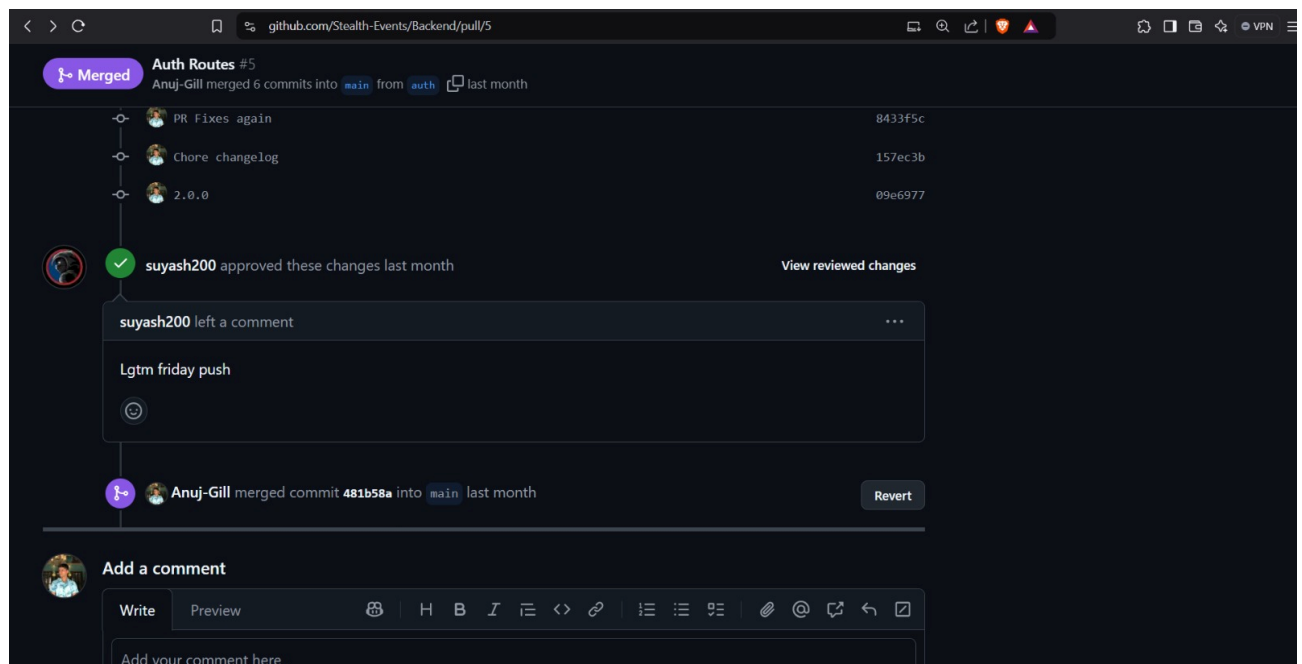 github.com/Stealth-Events/Backend/pull/5
VPN
Merged
Auth Routes #5
Anuj-Gill merged 6 commits into main from auth last month
PR Fixes again 8433f5c
Chore changelog 157ec3b
2.0.0 09e6977
suyash200 approved these changes last month View reviewed changes
suyash200 left a comment
Lgtm friday push
Anuj-Gill merged commit 481b58a into main last month Revert
Add a comment
Write Preview H B I
Add your comment here